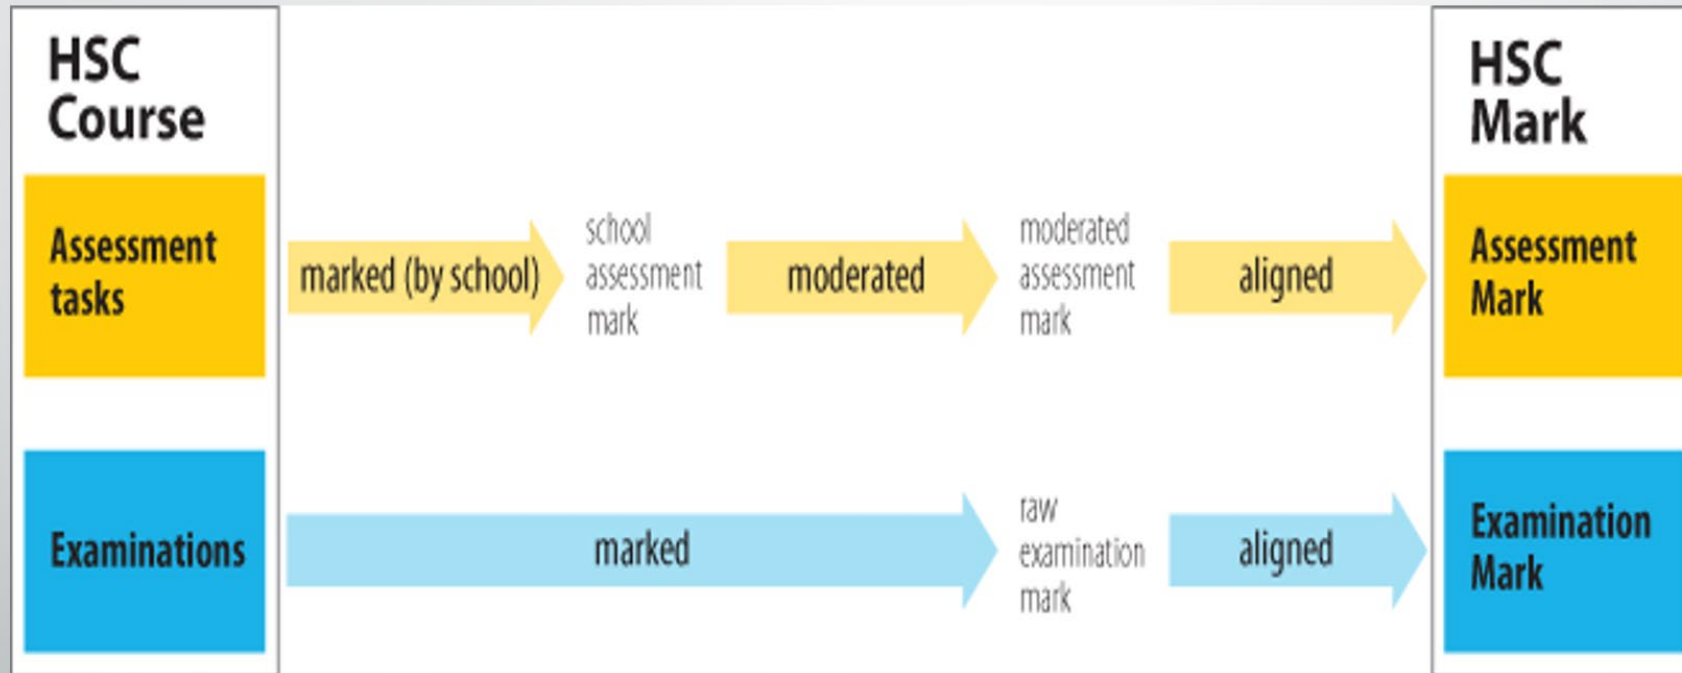 HSC
Course
HSC
Mark
Assessment
tasks
marked (by school)
school
assessment
mark
moderated
moderated
assessment
mark
aligned
Assessment
Mark
Examinations
marked
raw
examination
mark
aligned
Examination
Mark